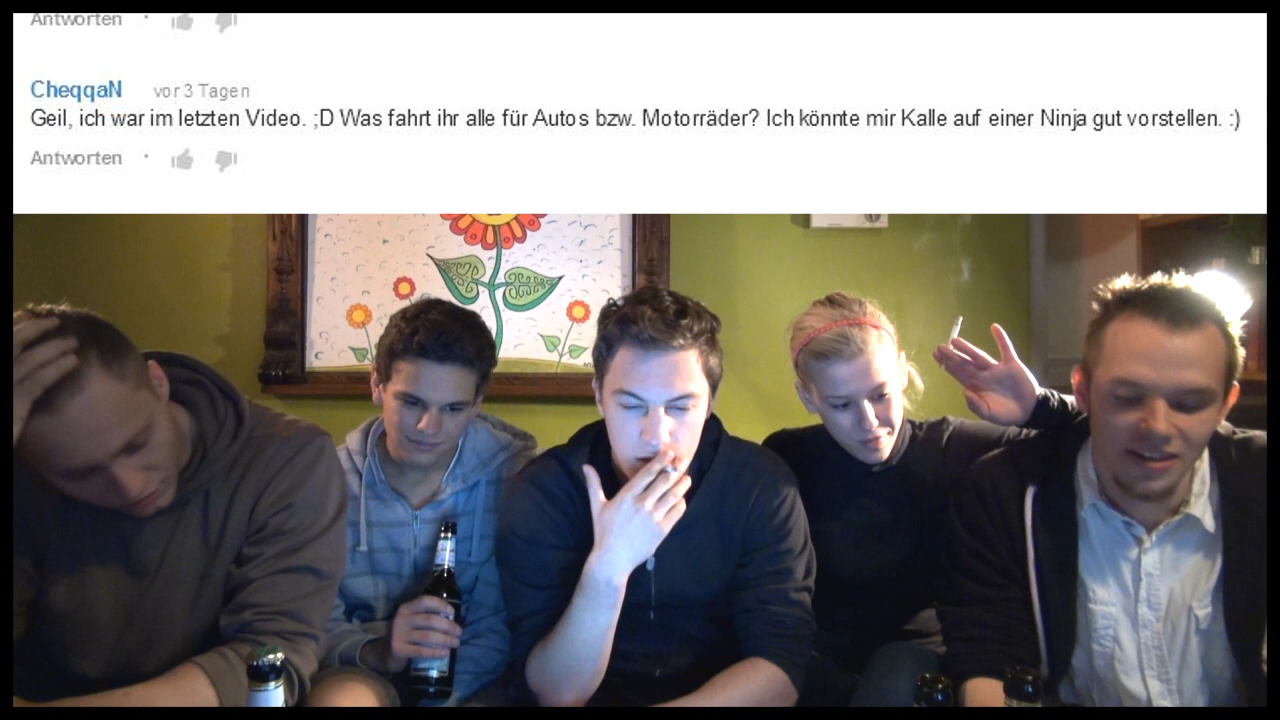 Antworten ·
CheqqaN vor 3 Tagen
Geil, ich war im letzten Video. ;D Was fahrt ihr alle für Autos bzw. Motorräder? Ich könnte mir Kalle auf einer Ninja gut vorstellen. :)
Antworten ·